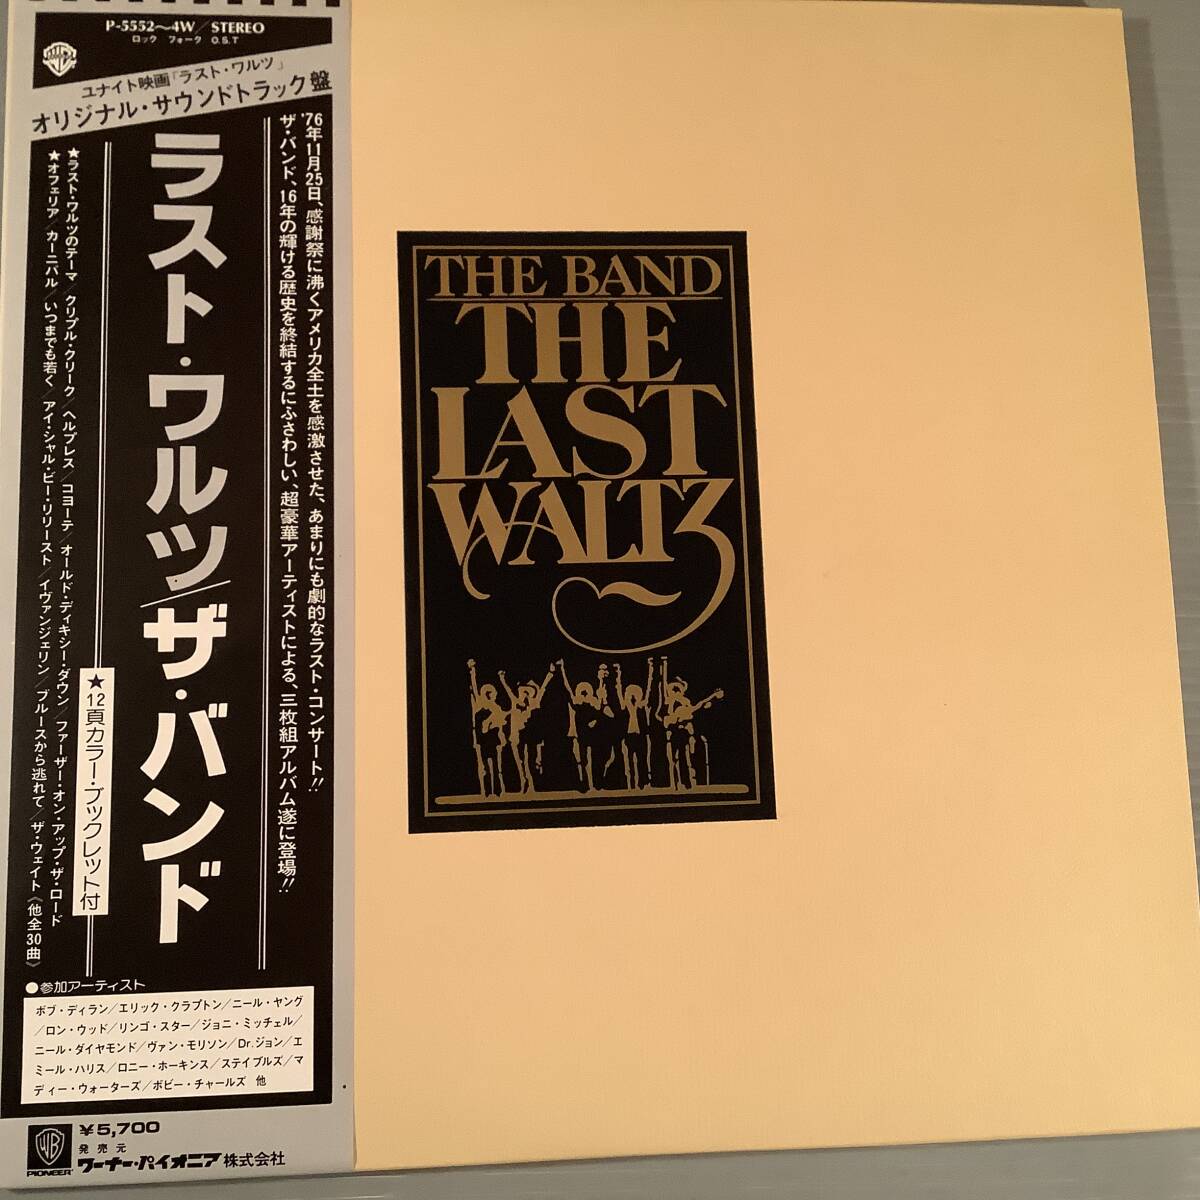 P-5552〜4W/STEREO
ロック フォーク O.S.T
ユナイト映画「ラスト・ワルツ」
オリジナル・サウンドトラック盤
'76年11月25日、感謝祭に沸くアメリカ全土を感激させた、あまりにも劇的なラスト・コンサート!!
ザ・バンド、16年の輝ける歴史を終結するにふさわしい、超豪華アーティストによる、三枚組アルバム遂に登場!!
ラスト・ワルツ/ザ・バンド
★12頁カラー・ブックレット付
★ラスト・ワルツのテーマ/クリプル・クリーク/ヘルプレス/コヨーテ/オールド・ディキシー・ダウン/ファーザー・オン・アップ・ザ・ロード
★オフェリア/カーニバル/いつまでも若く/アイ・シャル・ビー・リリースト/イヴァンジェリン/ブルースから逃れて/ザ・ウェイト《他全30曲》
●参加アーティスト
ボブ・ディラン/エリック・クラプトン/ニール・ヤング
/ロン・ウッド/リンゴ・スター/ジョニ・ミッチェル/
ニール・ダイヤモンド/ヴァン・モリソン/Dr.ジョン/エ
ミール・ハリス/ロニー・ホーキンス/ステイプルズ/マ
ディー・ウォーターズ/ボビー・チャールズ 他
WB
PIONEER
¥5,700
発売元
ワーナー・パイオニア株式会社
THE BAND
THE
LAST
WALTZ